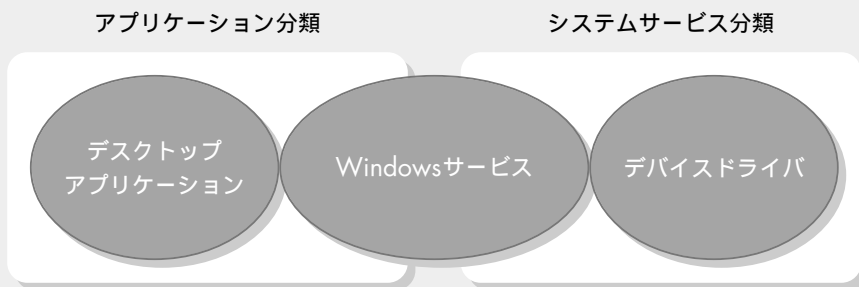 アプリケーション分類
システムサービス分類
デスクトップ
アプリケーション
Windowsサービス
デバイスドライバ